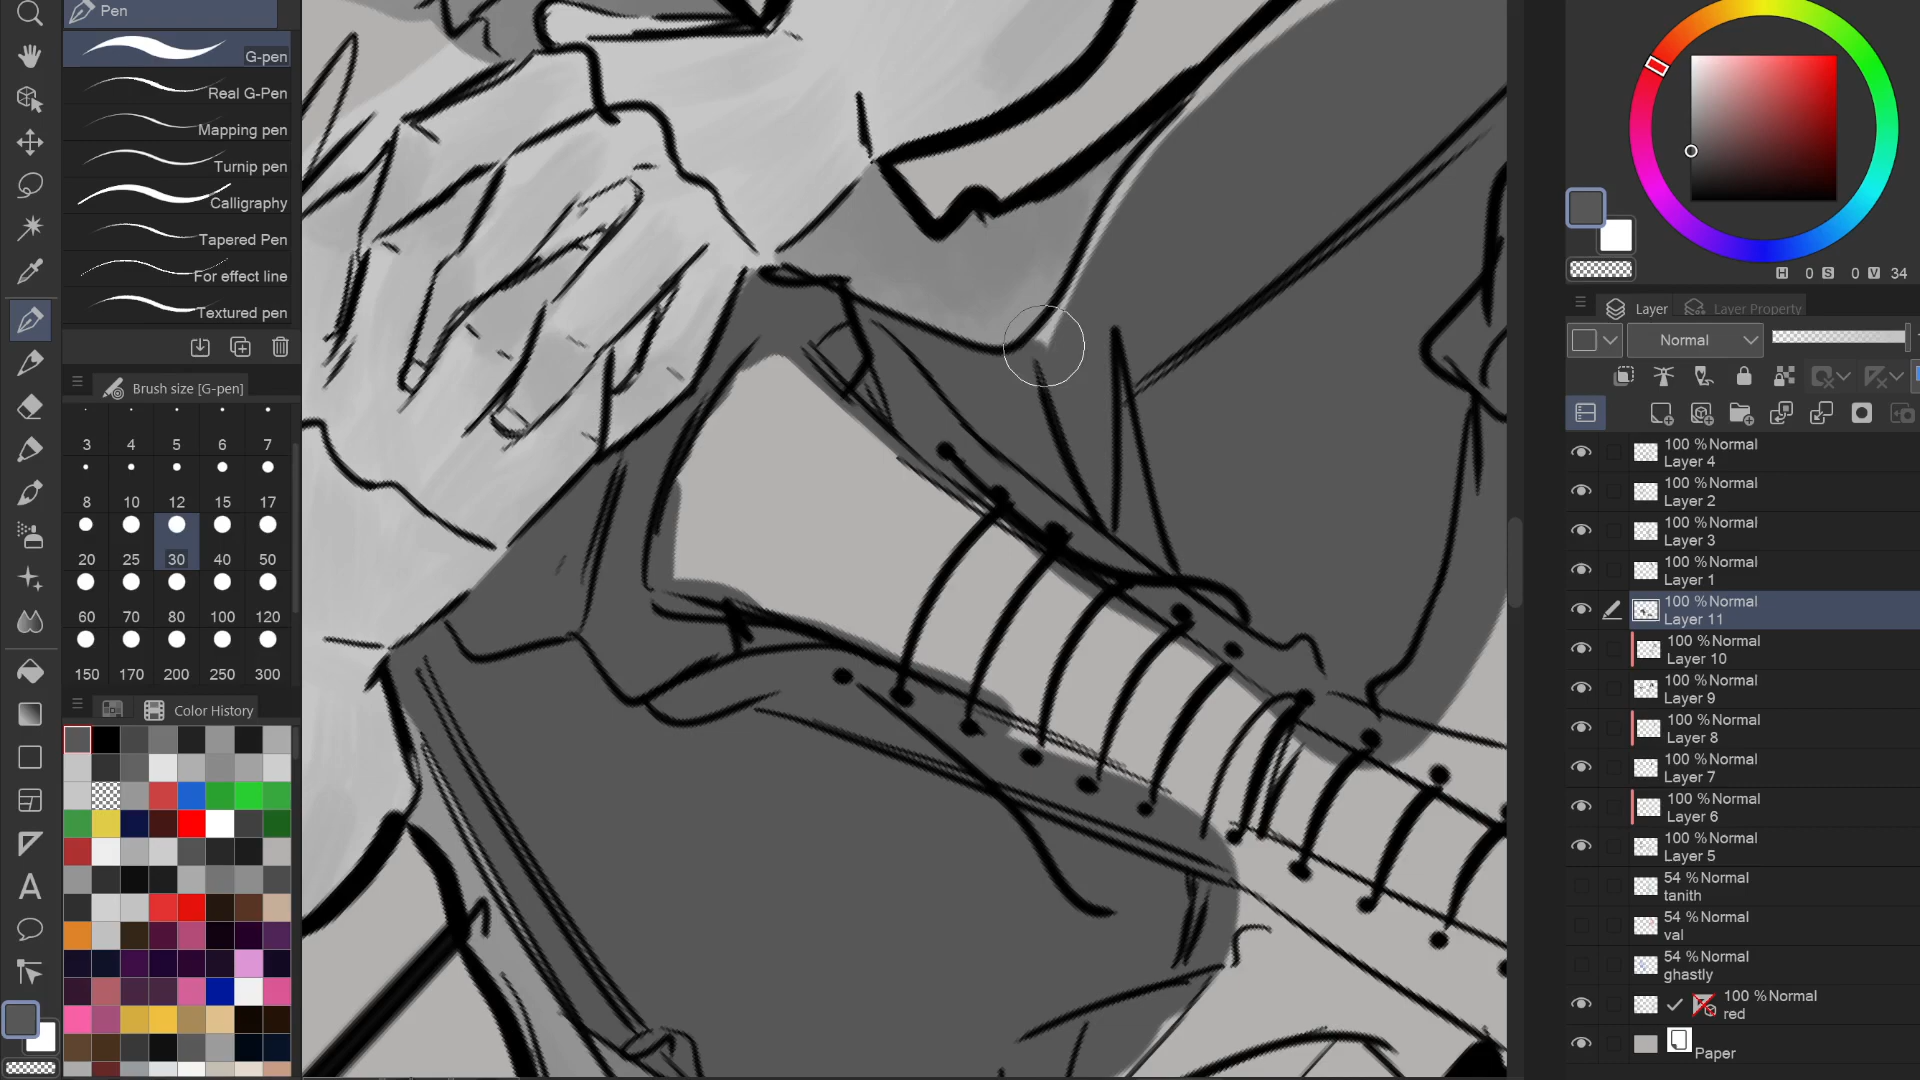 Pen
G-pen
Real G-Pen
Mapping pen
Turnip pen
Calligraphy
Tapered Pen
For effect line
Textured pen
Brush size [G-pen]
3 4 5 6 7
8 10 12 15 17
20 25 30 40 50
60 70 80 100 120
150 170 200 250 300
Color History
H 0 S 0 V 34
Layer Layer Property
Normal
100 % Normal
Layer 4
100 % Normal
Layer 2
100 % Normal
Layer 3
100 % Normal
Layer 1
100 % Normal
Layer 11
100 % Normal
Layer 10
100 % Normal
Layer 9
100 % Normal
Layer 8
100 % Normal
Layer 7
100 % Normal
Layer 6
100 % Normal
Layer 5
54 % Normal
tanith
54 % Normal
val
54 % Normal
ghastly
100 % Normal
red
Paper